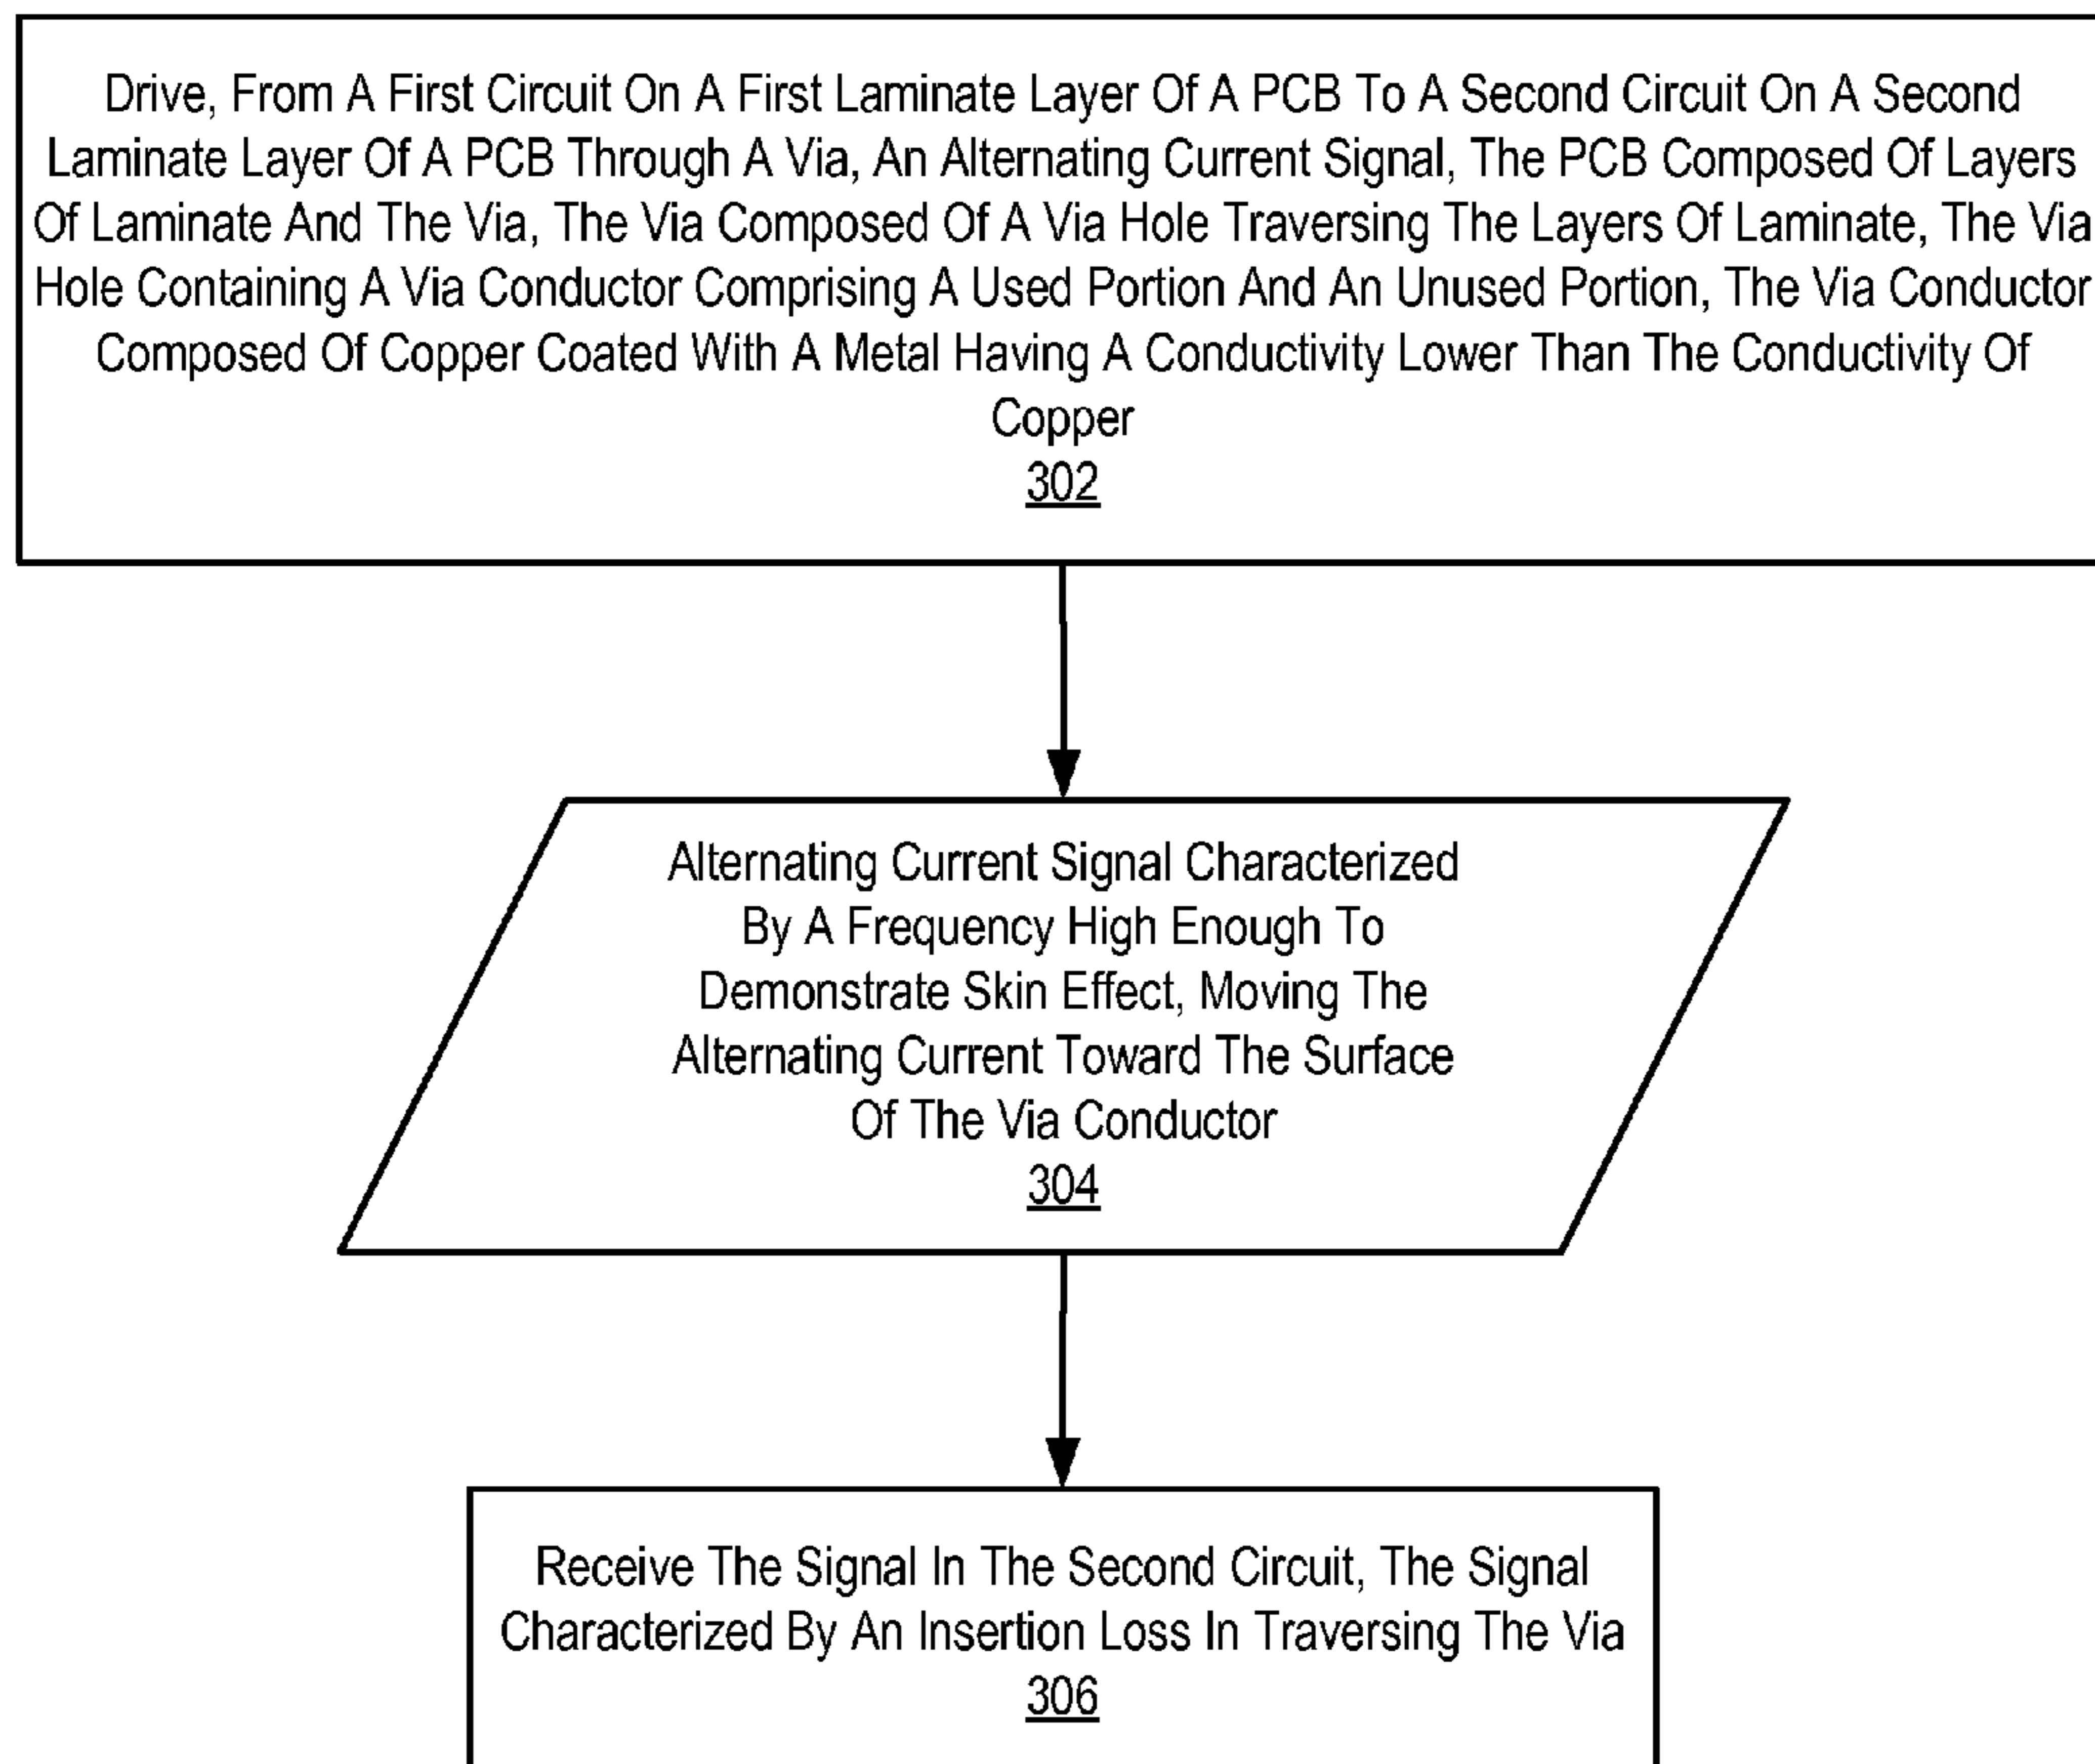 Drive, From A First Circuit On A First Laminate Layer Of A PCB To A Second Circuit On A Second
Laminate Layer Of A PCB Through A Via, An Alternating Current Signal, The PCB Composed Of Layers
Of Laminate And The Via, The Via Composed Of A Via Hole Traversing The Layers Of Laminate, The Via
Hole Containing A Via Conductor Comprising A Used Portion And An Unused Portion, The Via Conductor
Composed Of Copper Coated With A Metal Having A Conductivity Lower Than The Conductivity Of
Copper
302
Alternating Current Signal Characterized
By A Frequency High Enough To
Demonstrate Skin Effect, Moving The
Alternating Current Toward The Surface
Of The Via Conductor
304
Receive The Signal In The Second Circuit, The Signal
Characterized By An Insertion Loss In Traversing The Via
306